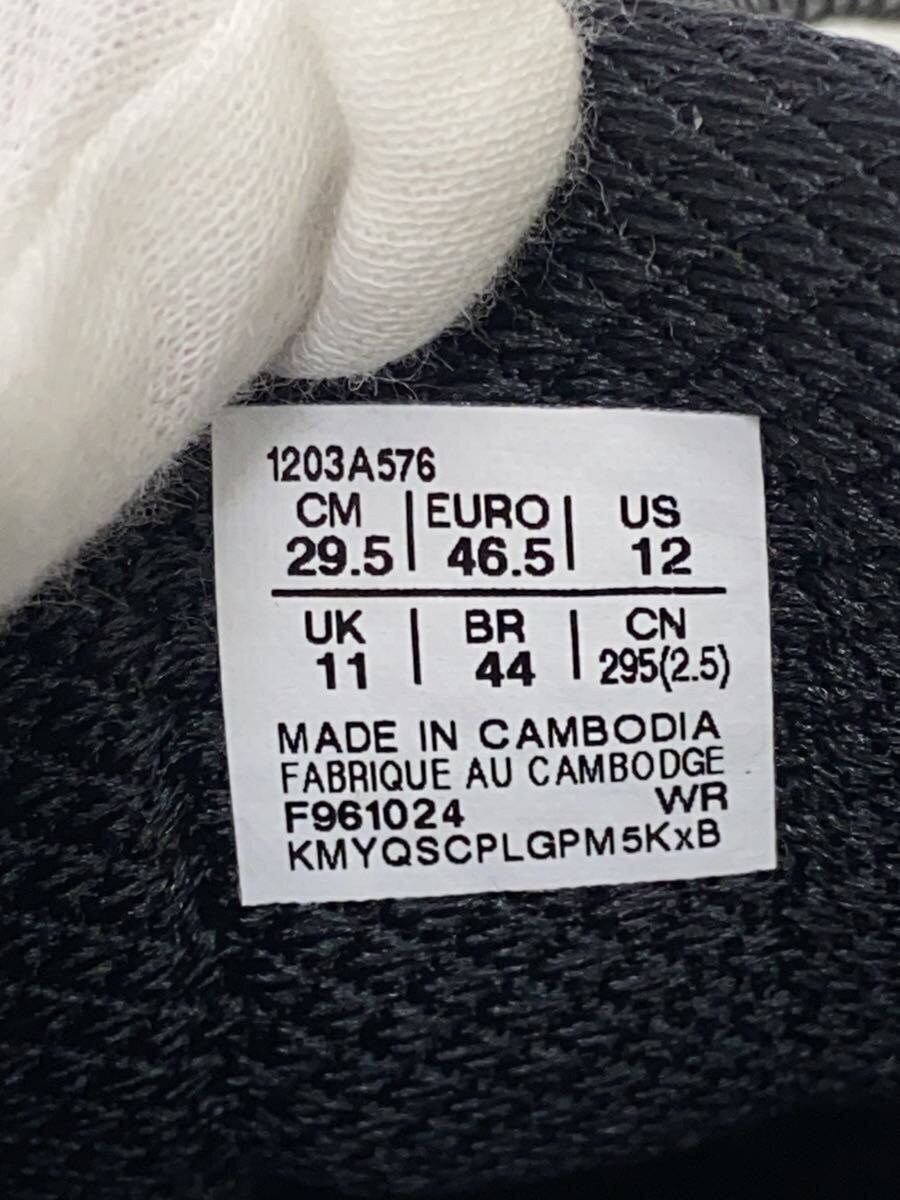 1203A576
CM | EURO | US
29.5 | 46.5 | 12
UK | BR | CN
11 | 44 | 295(2.5)
MADE IN CAMBODIA
FABRIQUE AU CAMBODGE
F961024 WR
KMYQSCPLGPM5KxB